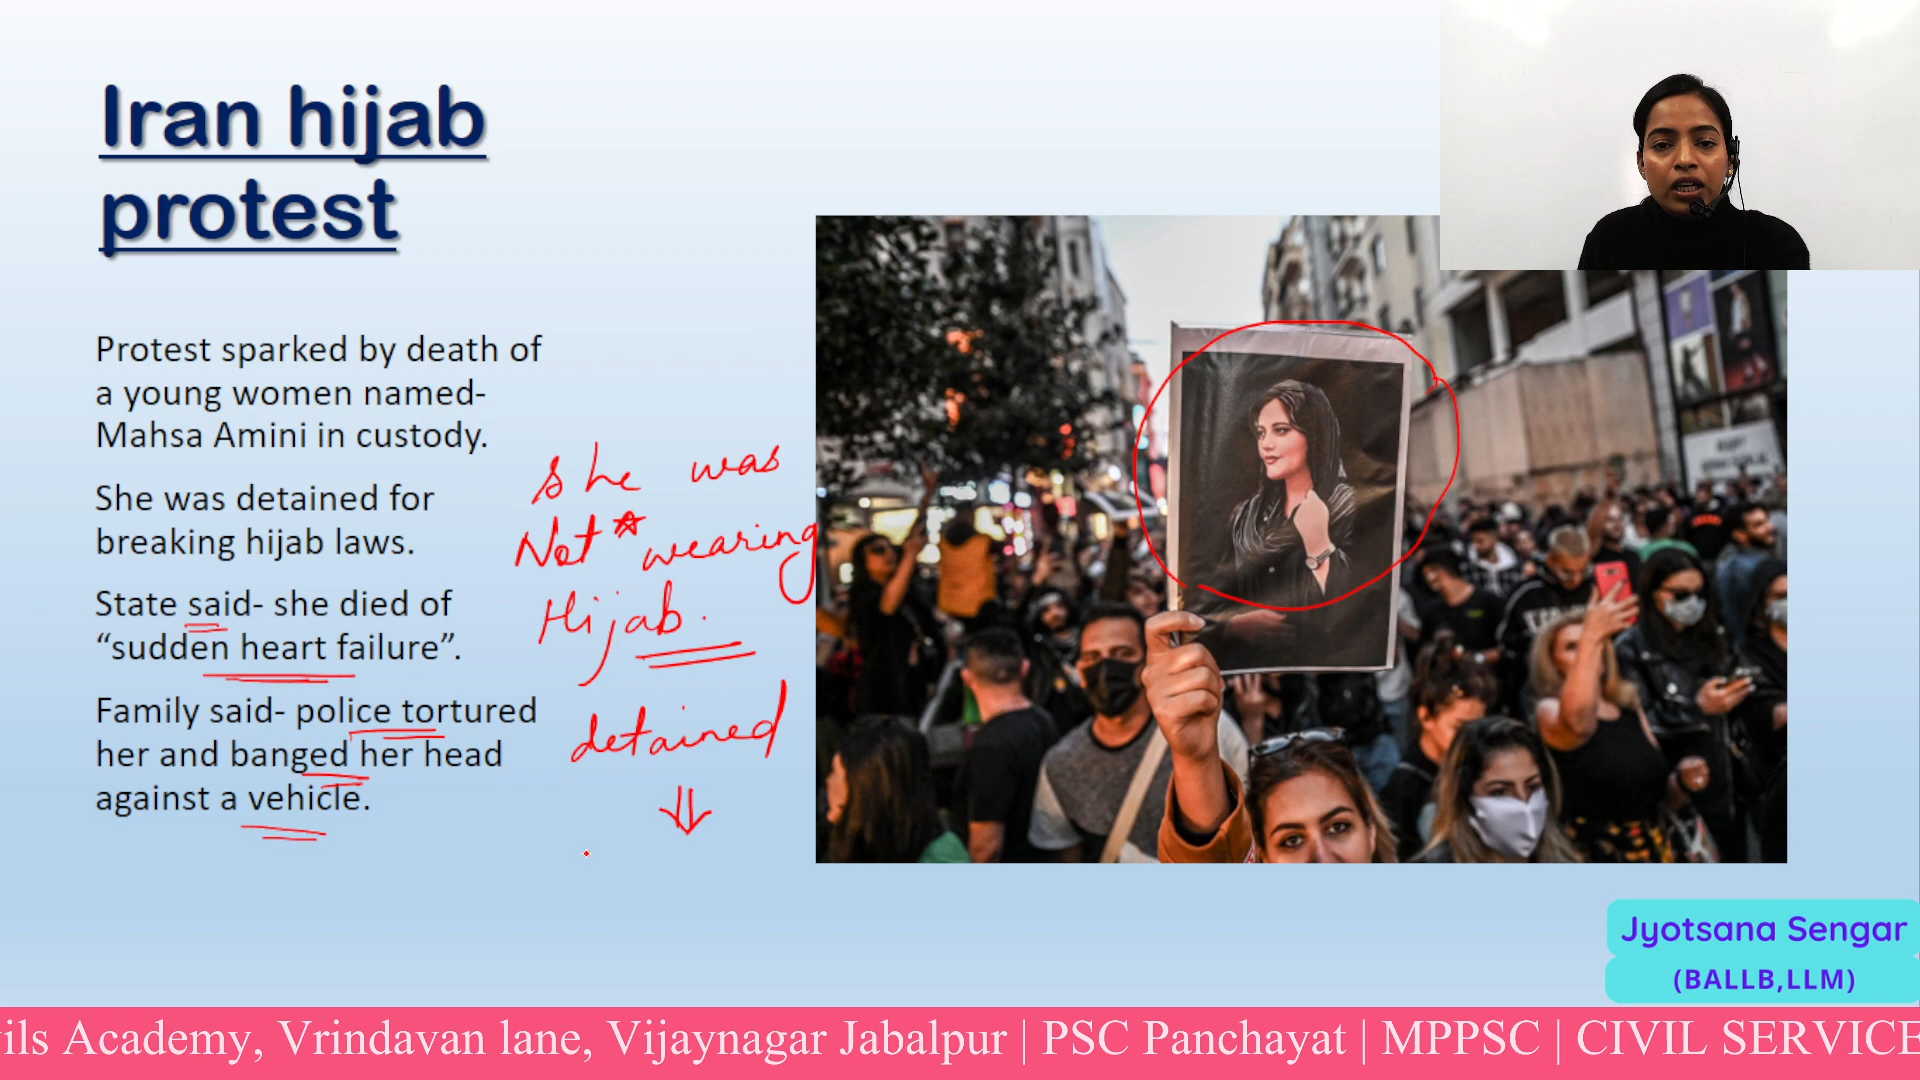 Iran hijab
protest
Protest sparked by death of
a young women named-
Mahsa Amini in custody.
She was detained for
breaking hijab laws.
State said- she died of
“sudden heart failure”.
Family said- police tortured
her and banged her head
against a vehicle.
she was
Not * wearing
Hijab.
detained
Jyotsana Sengar
(BALLB,LLM)
ils Academy, Vrindavan lane, Vijaynagar Jabalpur | PSC Panchayat | MPPSC | CIVIL SERVICE